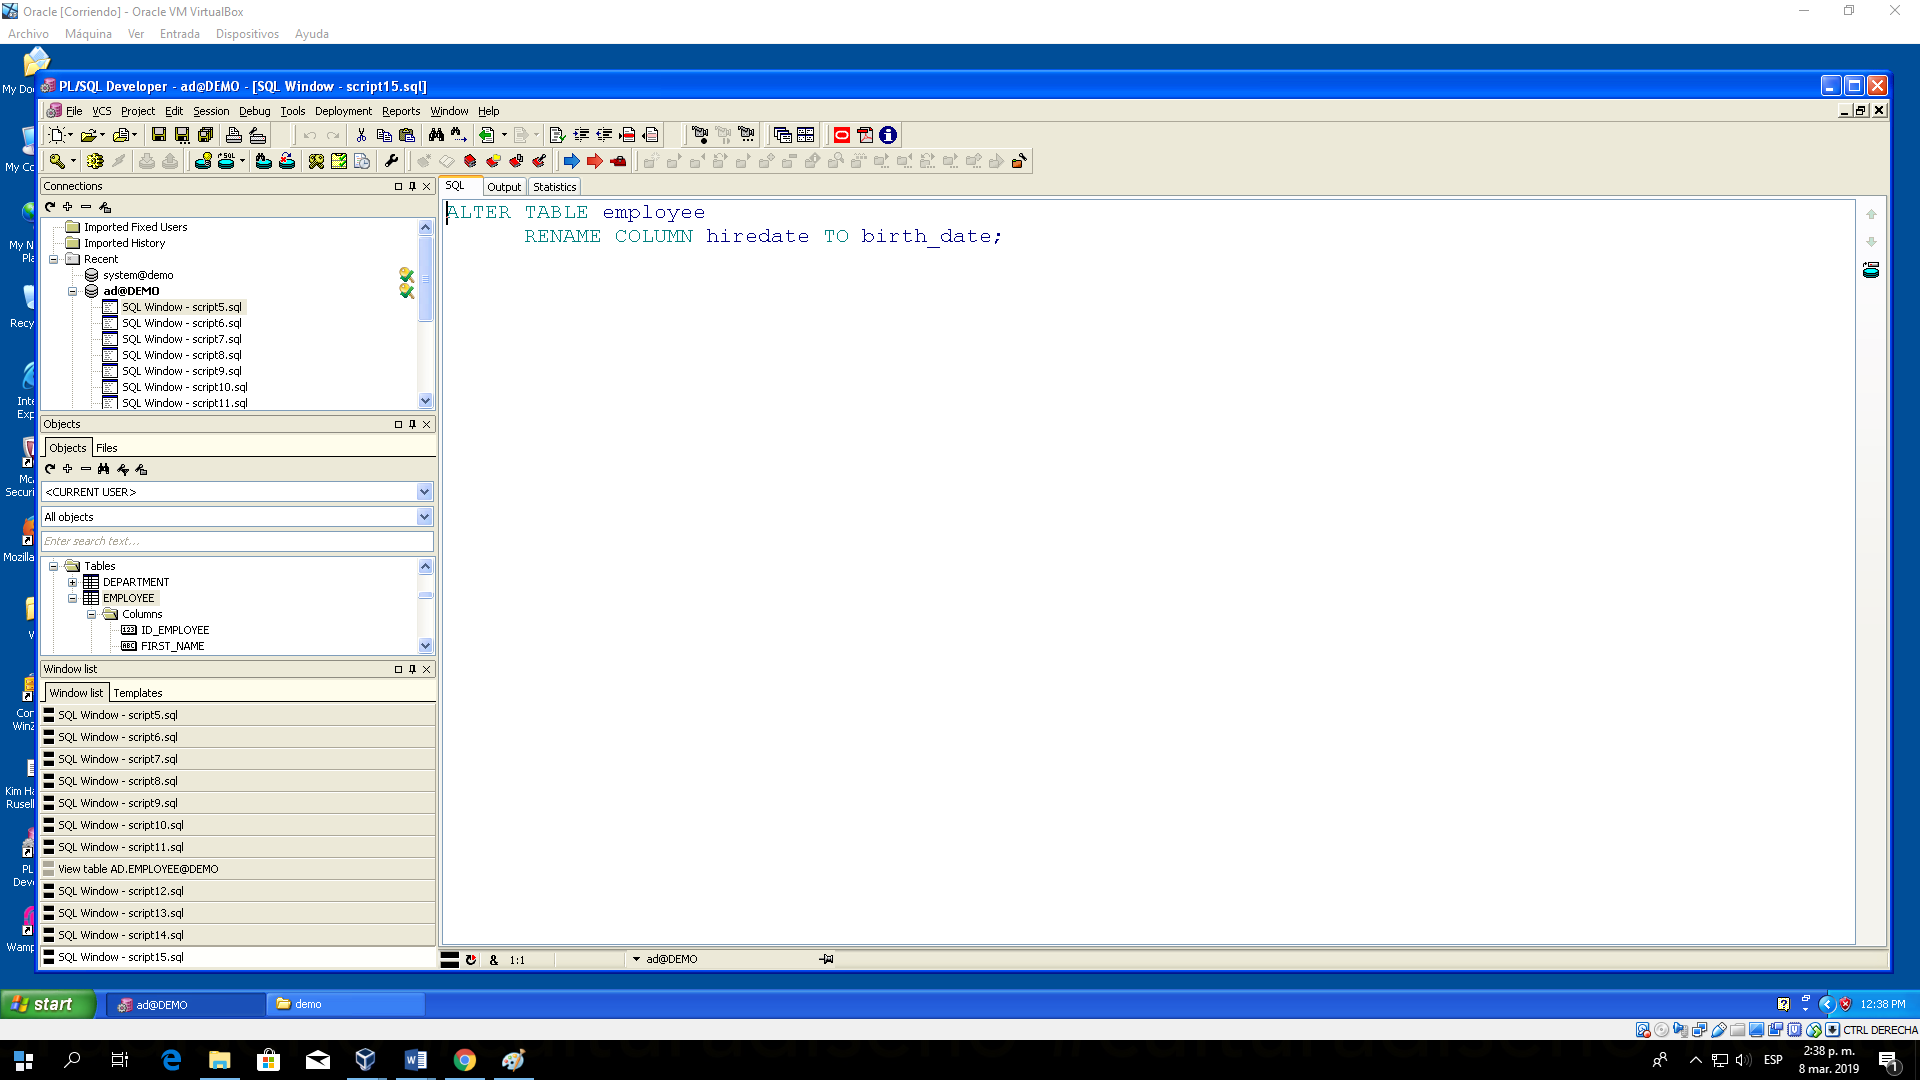 Oracle [Corriendo] - Oracle VM VirtualBox
Archivo Máquina Ver Entrada Dispositivos Ayuda
PL/SQL Developer - ad@DEMO - [SQL Window - script15.sql]
File VCS Project Edit Session Debug Tools Deployment Reports Window Help
Connections
Imported Fixed Users
Imported History
Recent
system@demo
ad@DEMO
SQL Window - script5.sql
SQL Window - script6.sql
SQL Window - script7.sql
SQL Window - script8.sql
SQL Window - script9.sql
SQL Window - script10.sql
SQL Window - script11.sql
Objects
Objects Files
<CURRENT USER>
All objects
Enter search text...
Tables
DEPARTMENT
EMPLOYEE
Columns
ID_EMPLOYEE
FIRST_NAME
Window list
Window list Templates
SQL Window - script5.sql
SQL Window - script6.sql
SQL Window - script7.sql
SQL Window - script8.sql
SQL Window - script9.sql
SQL Window - script10.sql
SQL Window - script11.sql
View table AD.EMPLOYEE@DEMO
SQL Window - script12.sql
SQL Window - script13.sql
SQL Window - script14.sql
SQL Window - script15.sql
SQL Output Statistics
ALTER TABLE employee
RENAME COLUMN hiredate TO birth_date;
& 1:1 ad@DEMO
My Do
My Co
My N
Pla
Recy
Inte
Exp
Mc
Securi
Mozilla
Con
WinZ
Kim Ha
Rusell
PL
Deve
Wamp
start ad@DEMO demo 12:38 PM
CTRL DERECHA
ESP 2:38 p. m.
8 mar. 2019
1